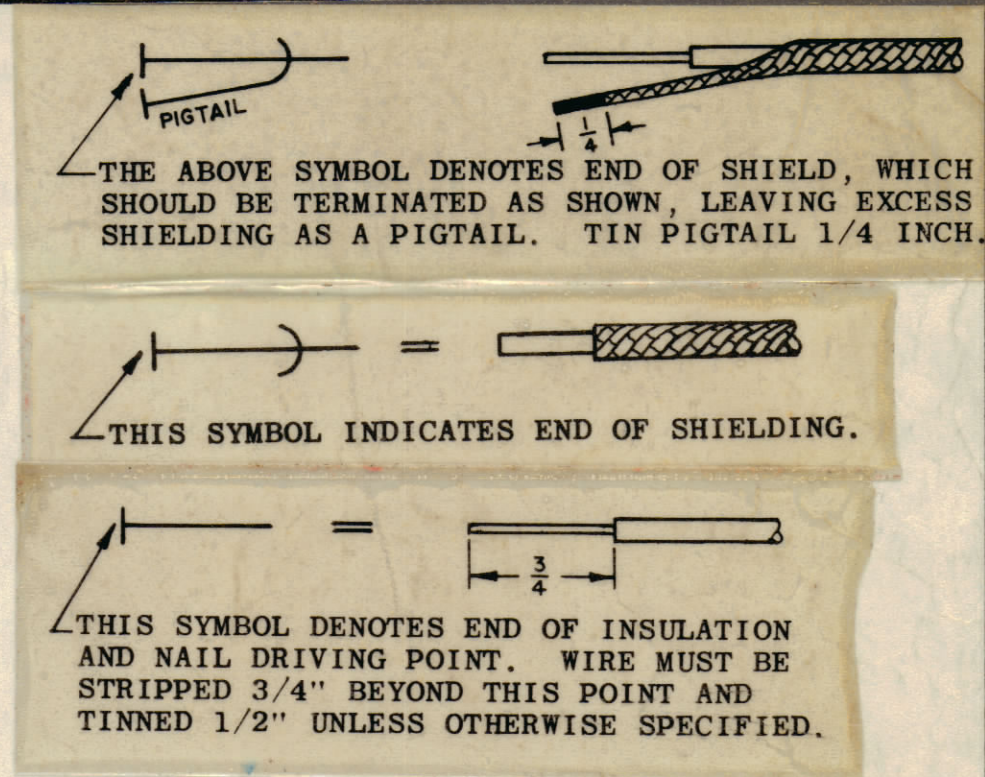 PIGTAIL
1/4
THE ABOVE SYMBOL DENOTES END OF SHIELD, WHICH
SHOULD BE TERMINATED AS SHOWN, LEAVING EXCESS
SHIELDING AS A PIGTAIL. TIN PIGTAIL 1/4 INCH.
=
THIS SYMBOL INDICATES END OF SHIELDING.
=
3/4
THIS SYMBOL DENOTES END OF INSULATION
AND NAIL DRIVING POINT. WIRE MUST BE
STRIPPED 3/4" BEYOND THIS POINT AND
TINNED 1/2" UNLESS OTHERWISE SPECIFIED.